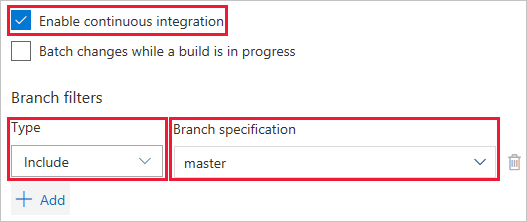 Enable continuous integration
Batch changes while a build is in progress
Branch filters
Type
Branch specification
Include
master
Add